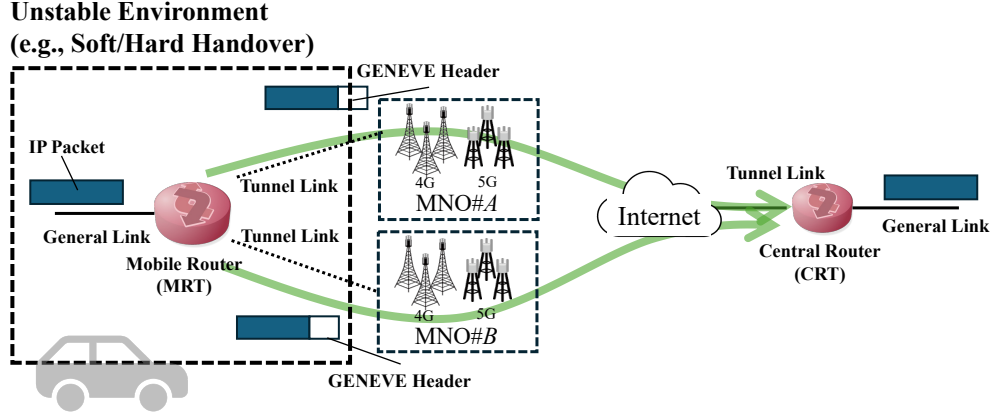 Unstable Environment
(e.g., Soft/Hard Handover)
GENEVE Header
IP Packet
Tunnel Link
4G
5G
MNO#A
General Link
Tunnel Link
Mobile Router
(MRT)
4G
5G
MNO#B
GENEVE Header
Internet
Tunnel Link
Central Router
(CRT)
General Link